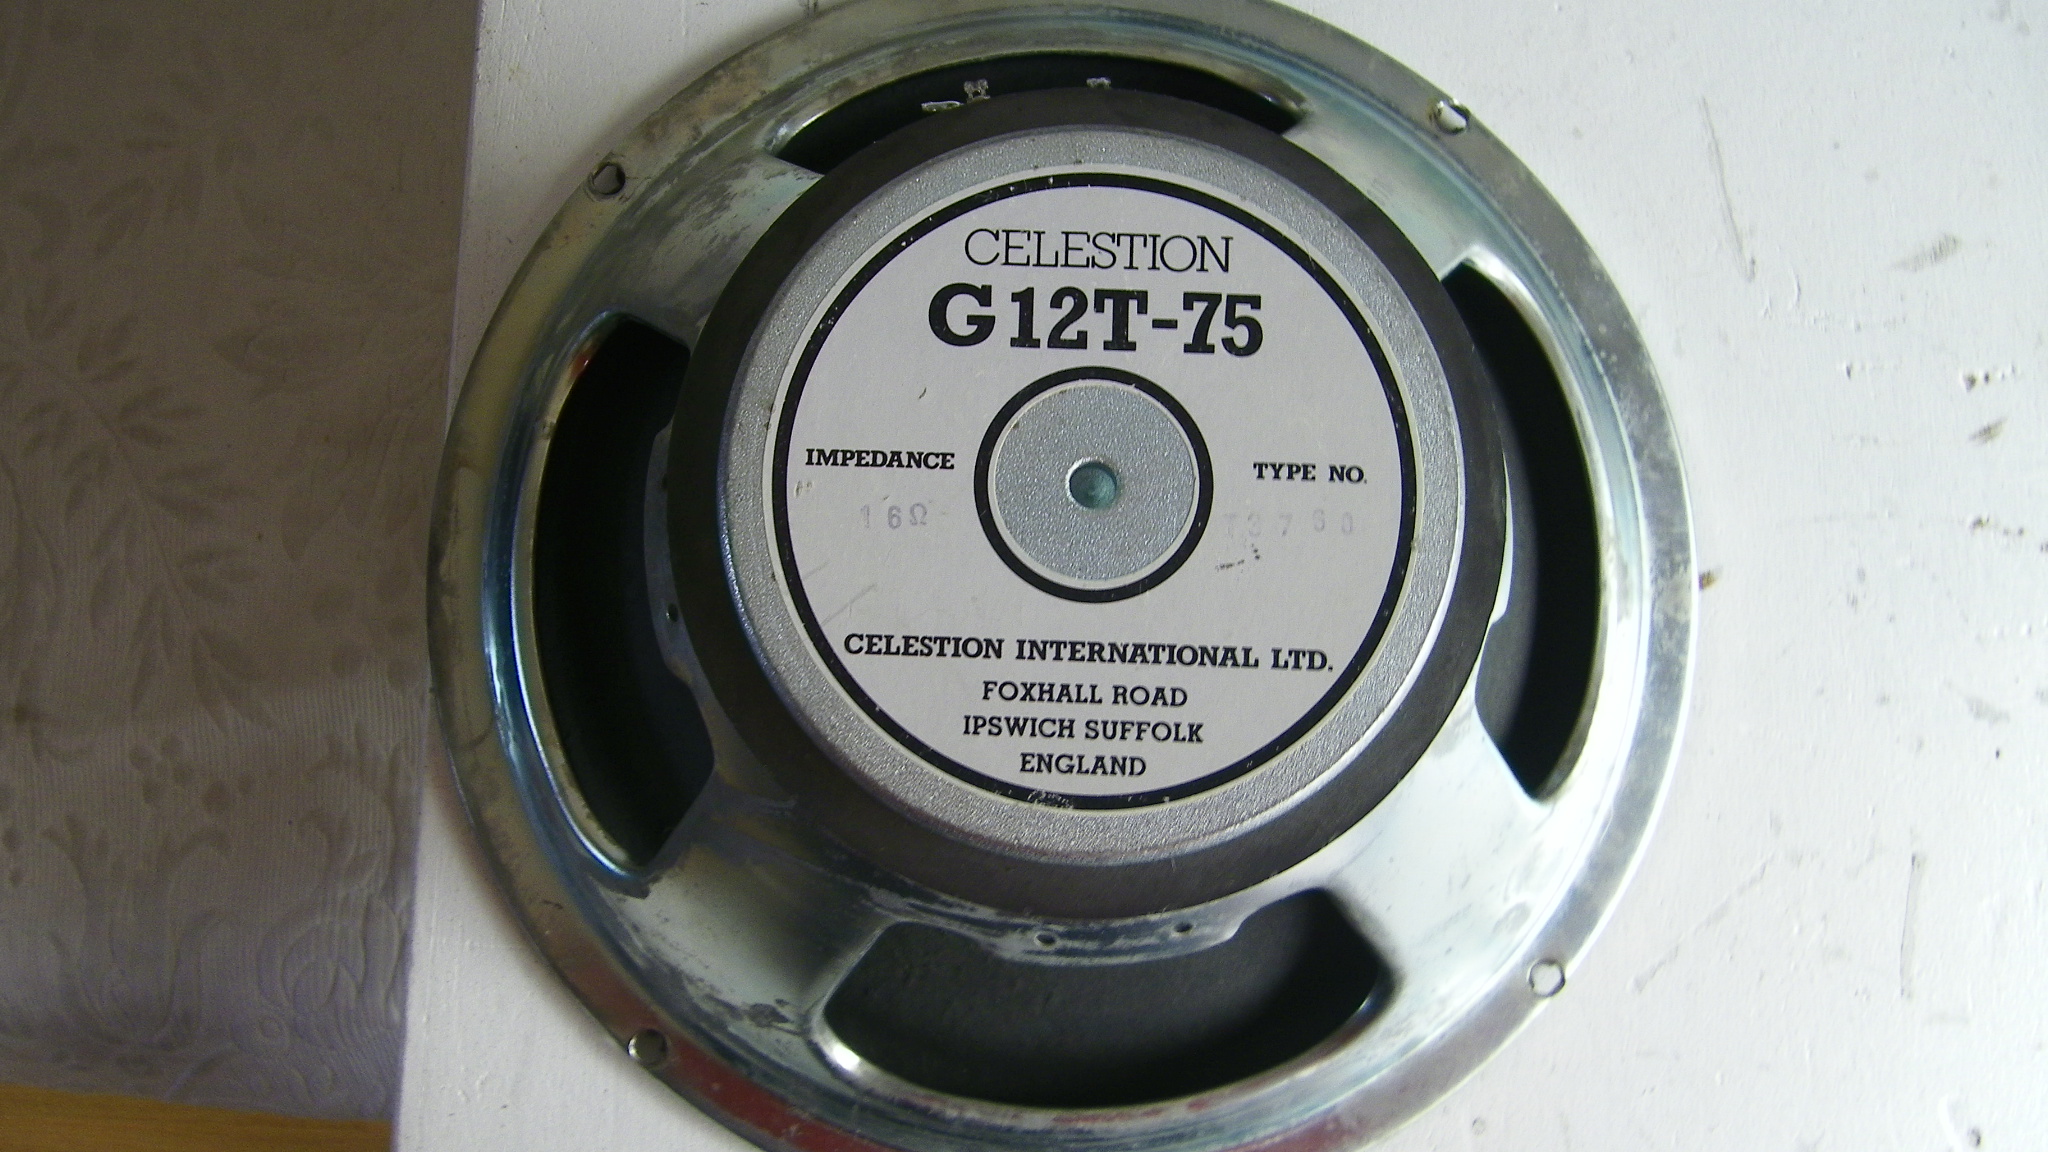 CELESTION
G12T-75
IMPEDANCE
TYPE NO.
16Ω
CELESTION INTERNATIONAL LTD.
FOXHALL ROAD
IPSWICH SUFFOLK
ENGLAND